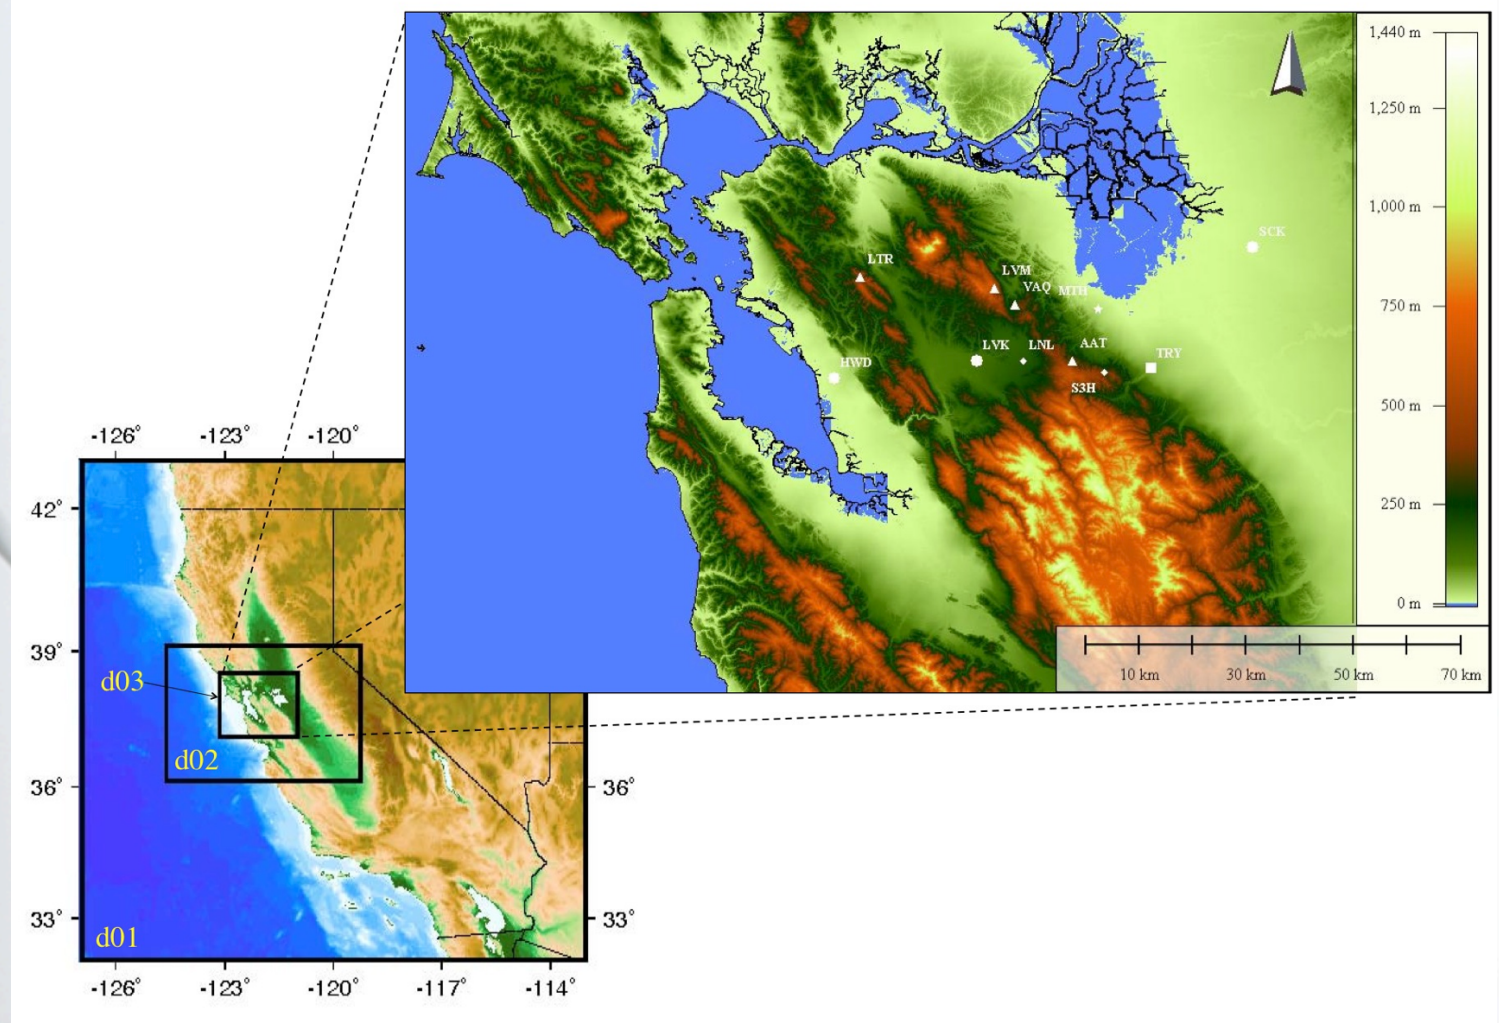 1,440 m
1,250 m
1,000 m
750 m
500 m
250 m
0 m
SCK
LTR
LVM
VAQ
MTH
LVK
LNL
AAT
TRY
HWD
S3H
10 km
30 km
50 km
70 km
-126°
-123°
-120°
42°
39°
36°
33°
d03
d02
d01
36°
33°
-126°
-123°
-120°
-117°
-114°